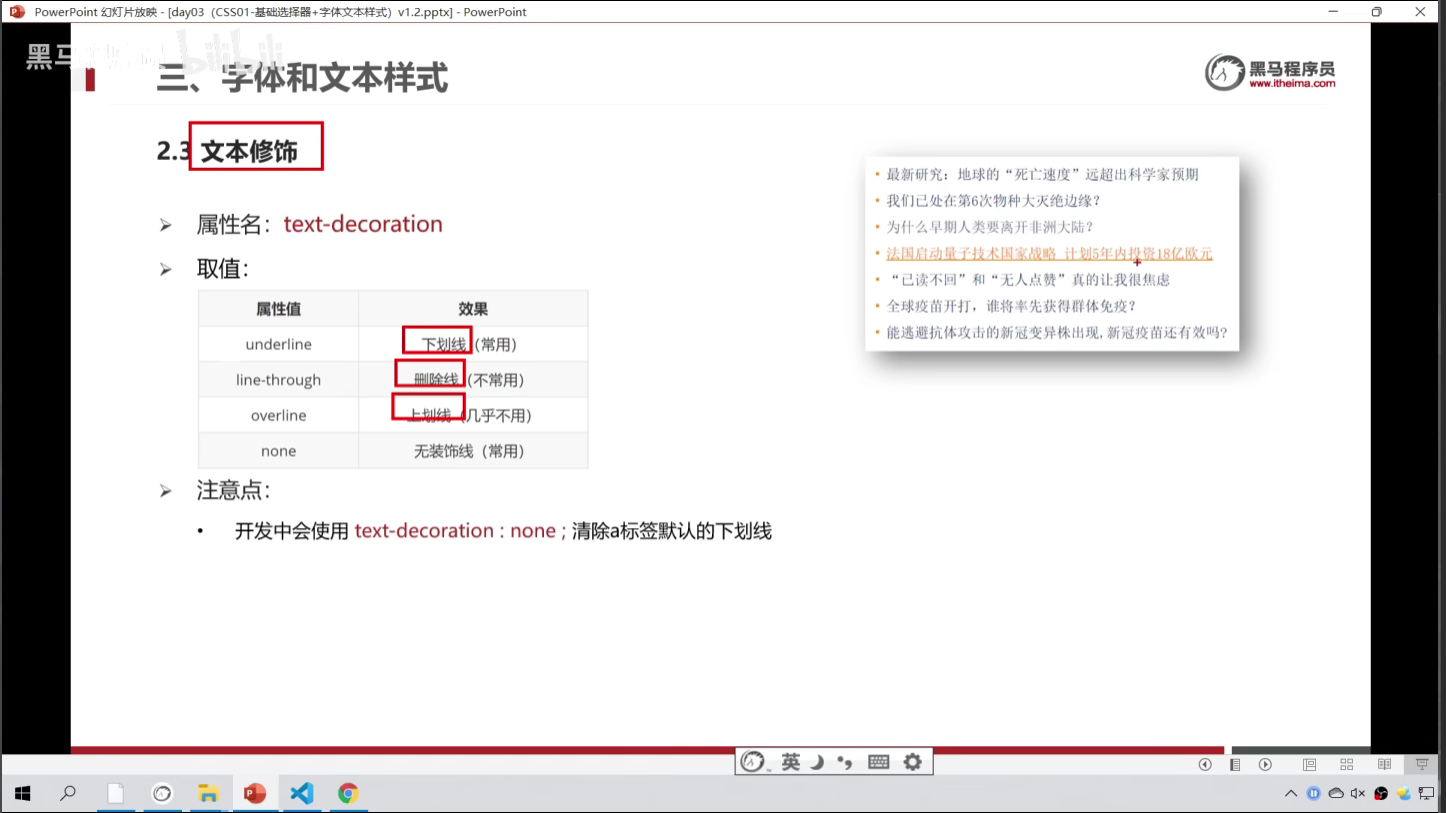 PowerPoint 幻灯片放映 - [day03（CSS01-基础选择器+字体文本样式）v1.2.pptx] - PowerPoint
bilibili
三、字体和文本样式
黑马程序员
www.itheima.com
2.3 文本修饰
属性名：text-decoration
取值：
属性值 效果
underline 下划线（常用）
line-through 删除线（不常用）
overline 上划线（几乎不用）
none 无装饰线（常用）
注意点：
• 开发中会使用 text-decoration : none ; 清除a标签默认的下划线
• 最新研究：地球的“死亡速度”远超出科学家预期
• 我们已处在第6次物种大灭绝边缘？
• 为什么早期人类要离开非洲大陆？
• 法国启动量子技术国家战略 计划5年内投资18亿欧元
• “已读不回”和“无人点赞”真的让我很焦虑
• 全球疫苗开打，谁将率先获得群体免疫？
• 能逃避抗体攻击的新冠变异株出现,新冠疫苗还有效吗？
英